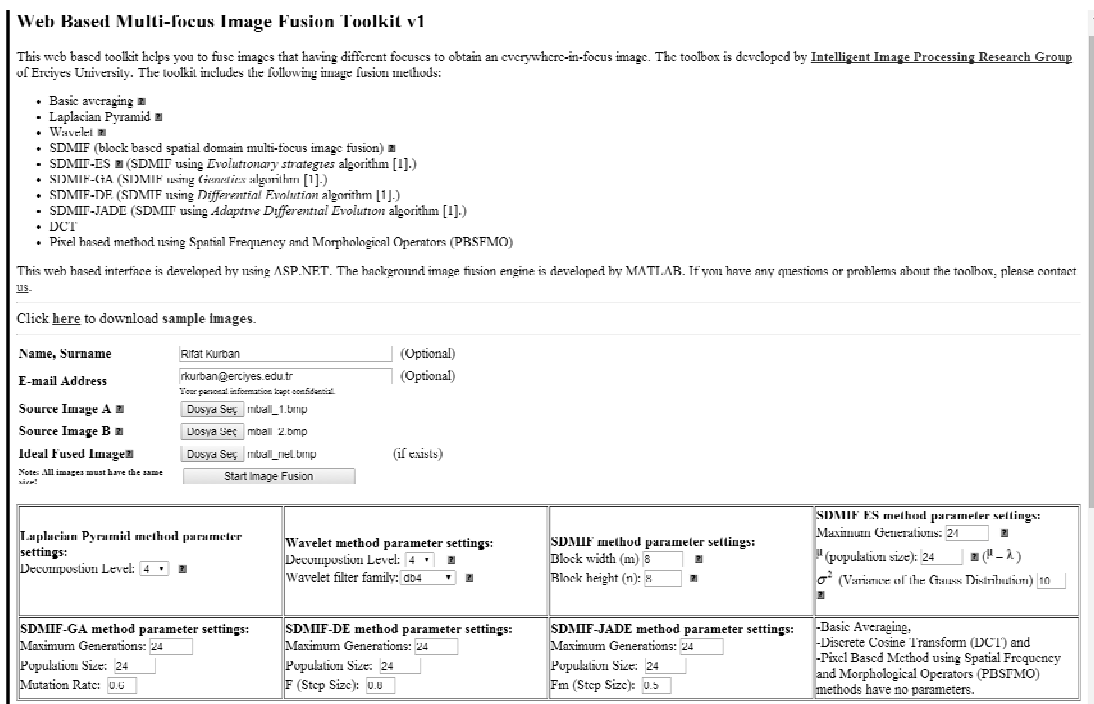 Web Based Multi-focus Image Fusion Toolkit v1
This web based toolkit helps you to fuse images that having different focuses to obtain an everywhere-in-focus image. The toolbox is developed by Intelligent Image Processing Research Group
of Erciyes University. The toolkit includes the following image fusion methods:
• Basic averaging ?
• Laplacian Pyramid ?
• Wavelet ?
• SDMIF (block based spatial domain multi-focus image fusion) ?
• SDMIF-ES ? (SDMIF using Evolutionary strategies algorithm [1].)
• SDMIF-GA (SDMIF using Genetics algorithm [1].)
• SDMIF-DE (SDMIF using Differential Evolution algorithm [1].)
• SDMIF-JADE (SDMIF using Adaptive Differential Evolution algorithm [1].)
• DCT
• Pixel based method using Spatial Frequency and Morphological Operators (PBSFMO)
This web based interface is developed by using ASP.NET. The background image fusion engine is developed by MATLAB. If you have any questions or problems about the toolbox, please contact
us.
Click here to download sample images.
Name, Surname Rifat Kurban (Optional)
E-mail Address rkurban@erciyes.edu.tr (Optional)
Your personal information kept confidential.
Source Image A ? Dosya Seç mball_1.bmp
Source Image B ? Dosya Seç mball_2.bmp
Ideal Fused Image ? Dosya Seç mball_net.bmp (if exists)
Note: All images must have the same
size!
Start Image Fusion
Laplacian Pyramid method parameter
settings:
Decompostion Level: 4 ?
Wavelet method parameter settings:
Decompostion Level: 4 ?
Wavelet filter family: db4 ?
SDMIF method parameter settings:
Block width (m) 8 ?
Block height (n): 8 ?
SDMIF ES method parameter settings:
Maximum Generations: 24 ?
μ (population size): 24 ? (μ − λ)
σ² (Variance of the Gauss Distribution) 10
?
SDMIF-GA method parameter settings:
Maximum Generations: 24
Population Size: 24
Mutation Rate: 0.6
SDMIF-DE method parameter settings:
Maximum Generations: 24
Population Size: 24
F (Step Size): 0.8
SDMIF-JADE method parameter settings:
Maximum Generations: 24
Population Size: 24
Fm (Step Size): 0.5
-Basic Averaging,
-Discrete Cosine Transform (DCT) and
-Pixel Based Method using Spatial Frequency
and Morphological Operators (PBSFMO)
methods have no parameters.